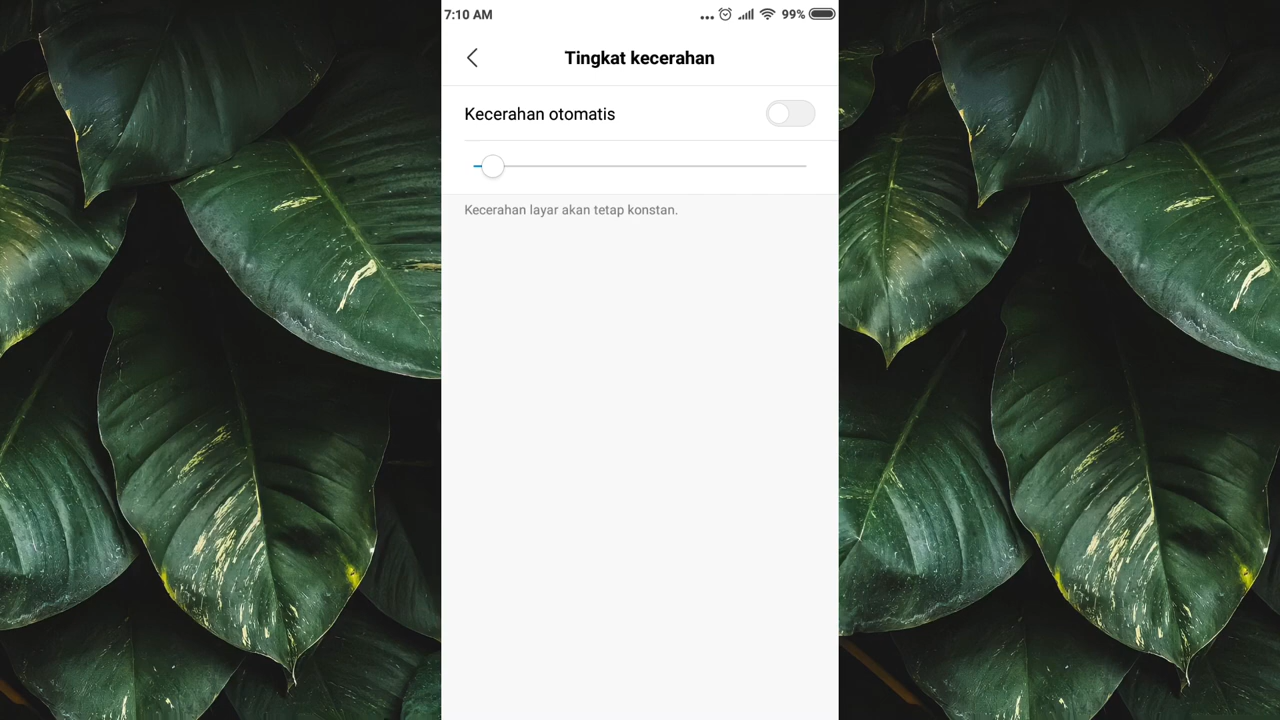 7:10 AM 99%
Tingkat kecerahan
Kecerahan otomatis
Kecerahan layar akan tetap konstan.